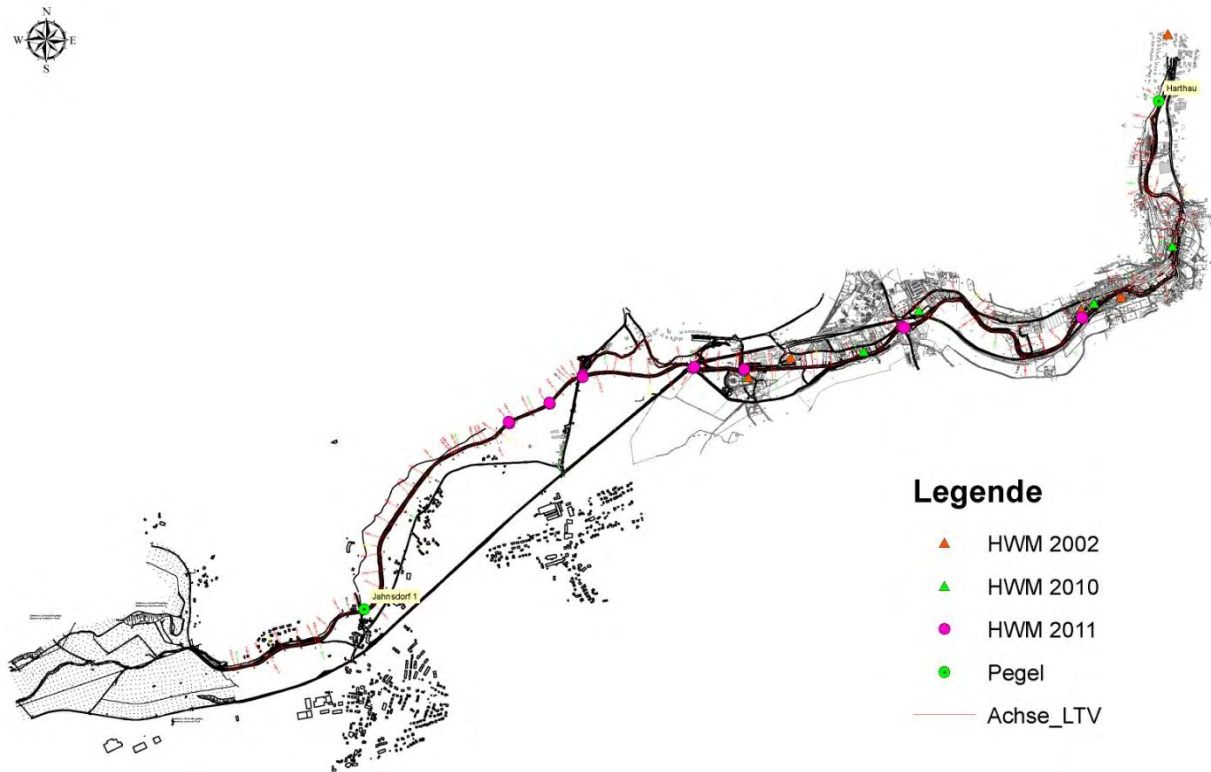 N
W E
S
Harthau
Jahnsdorf 1
Legende
HWM 2002
HWM 2010
HWM 2011
Pegel
Achse_LTV